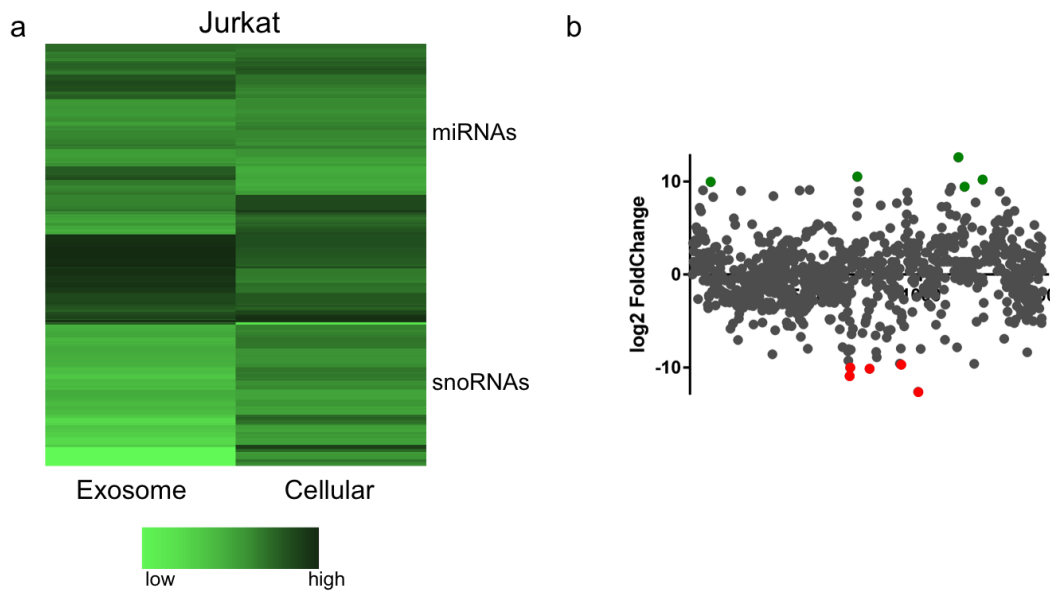 a
Jurkat
miRNAs
snoRNAs
Exosome
Cellular
low
high
b
log2 FoldChange
10
0
-10